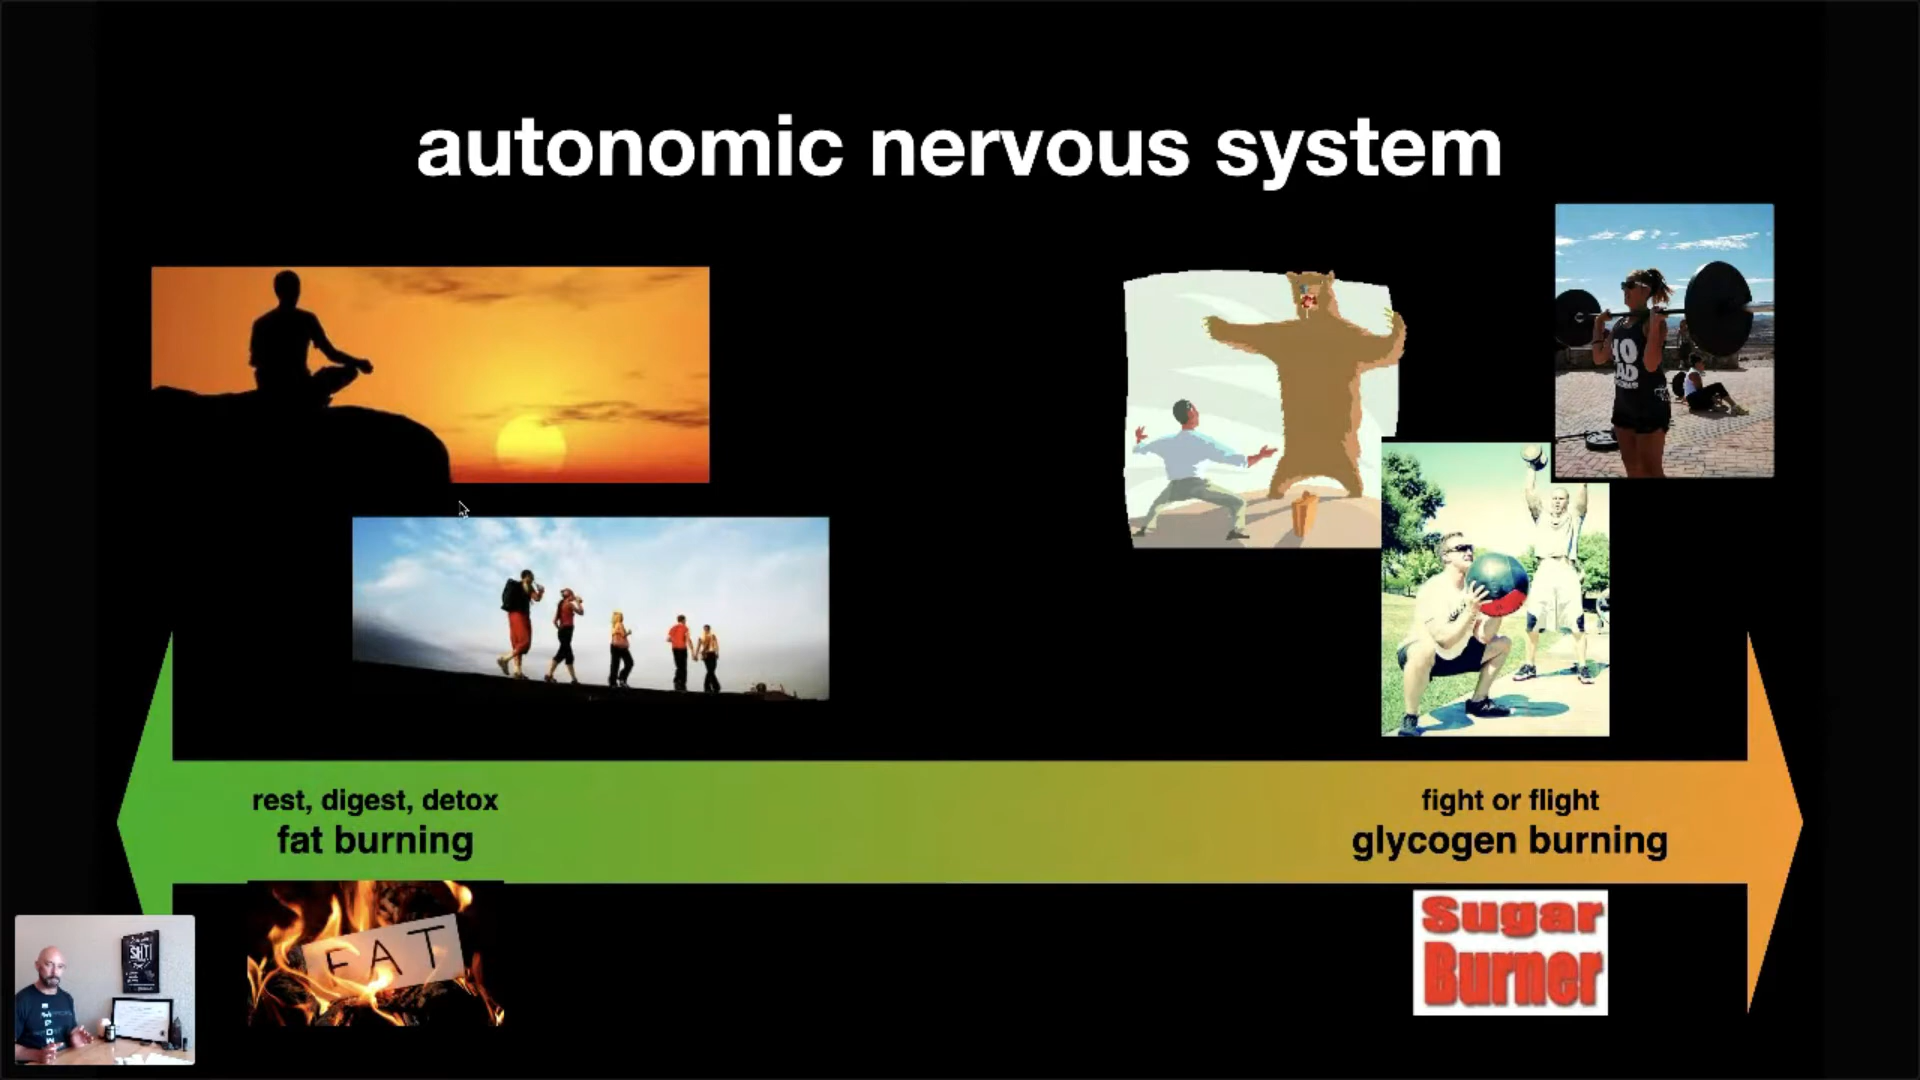 autonomic nervous system
rest, digest, detox
fat burning
fight or flight
glycogen burning
FAT
Sugar
Burner